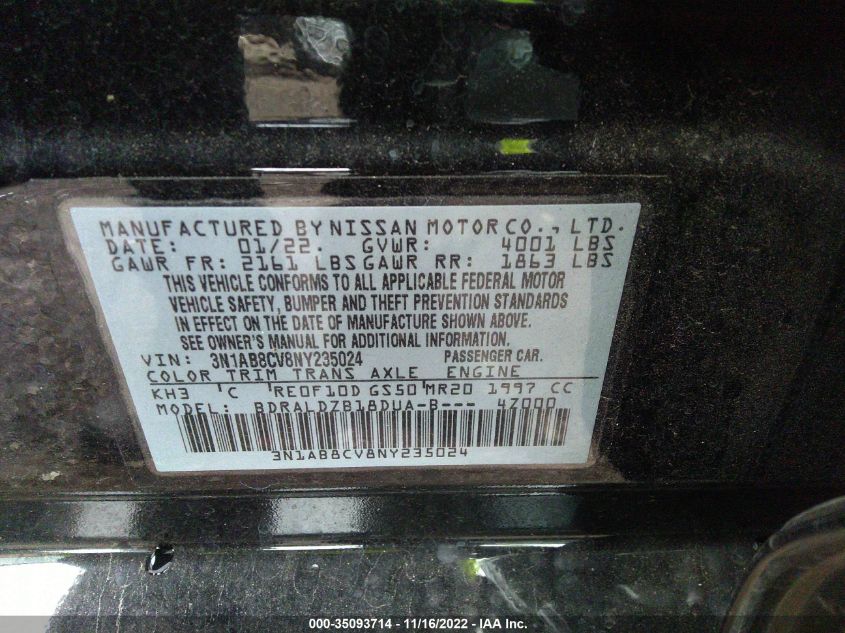 MANUFACTURED BY NISSAN MOTOR CO., LTD.
DATE: 01/22. GVWR: 4001 LBS
GAWR FR: 2161 LBS GAWR RR: 1863 LBS
THIS VEHICLE CONFORMS TO ALL APPLICABLE FEDERAL MOTOR
VEHICLE SAFETY, BUMPER AND THEFT PREVENTION STANDARDS
IN EFFECT ON THE DATE OF MANUFACTURE SHOWN ABOVE.
SEE OWNER'S MANUAL FOR ADDITIONAL INFORMATION.
VIN: 3N1AB8CV8NY235024 PASSENGER CAR.
COLOR TRIM TRANS AXLE ENGINE
KH3 'C 'RE0F10D GS50'MR20 1997 CC
MODEL: BDRALDZB18DUA-B--- 4Z000
3N1AB8CV8NY235024
000-35093714 - 11/16/2022 - IAA Inc.